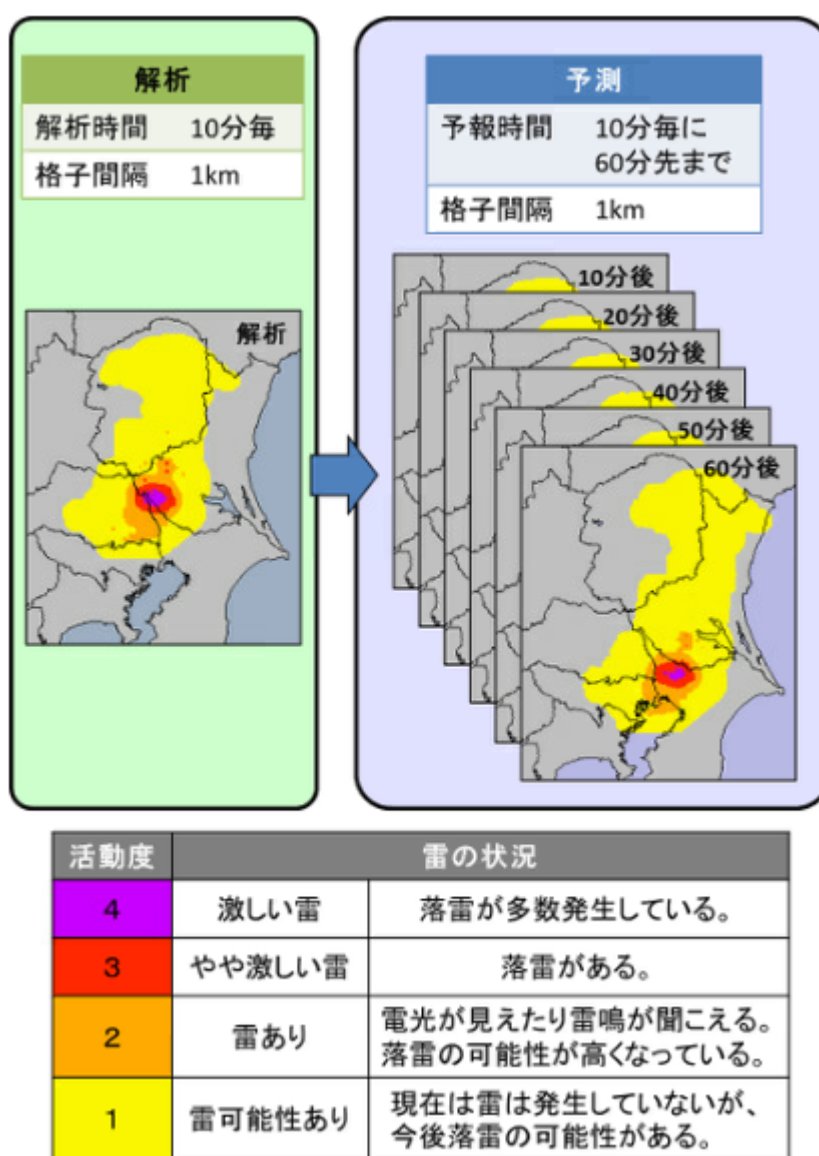 解析
解析時間 10分毎
格子間隔 1km
解析
予測
予報時間 10分毎に
60分先まで
格子間隔 1km
10分後
20分後
30分後
40分後
50分後
60分後
活動度 雷の状況
4 激しい雷 落雷が多数発生している。
3 やや激しい雷 落雷がある。
2 雷あり 電光が見えたり雷鳴が聞こえる。
落雷の可能性が高くなっている。
1 雷可能性あり 現在は雷は発生していないが、
今後落雷の可能性がある。